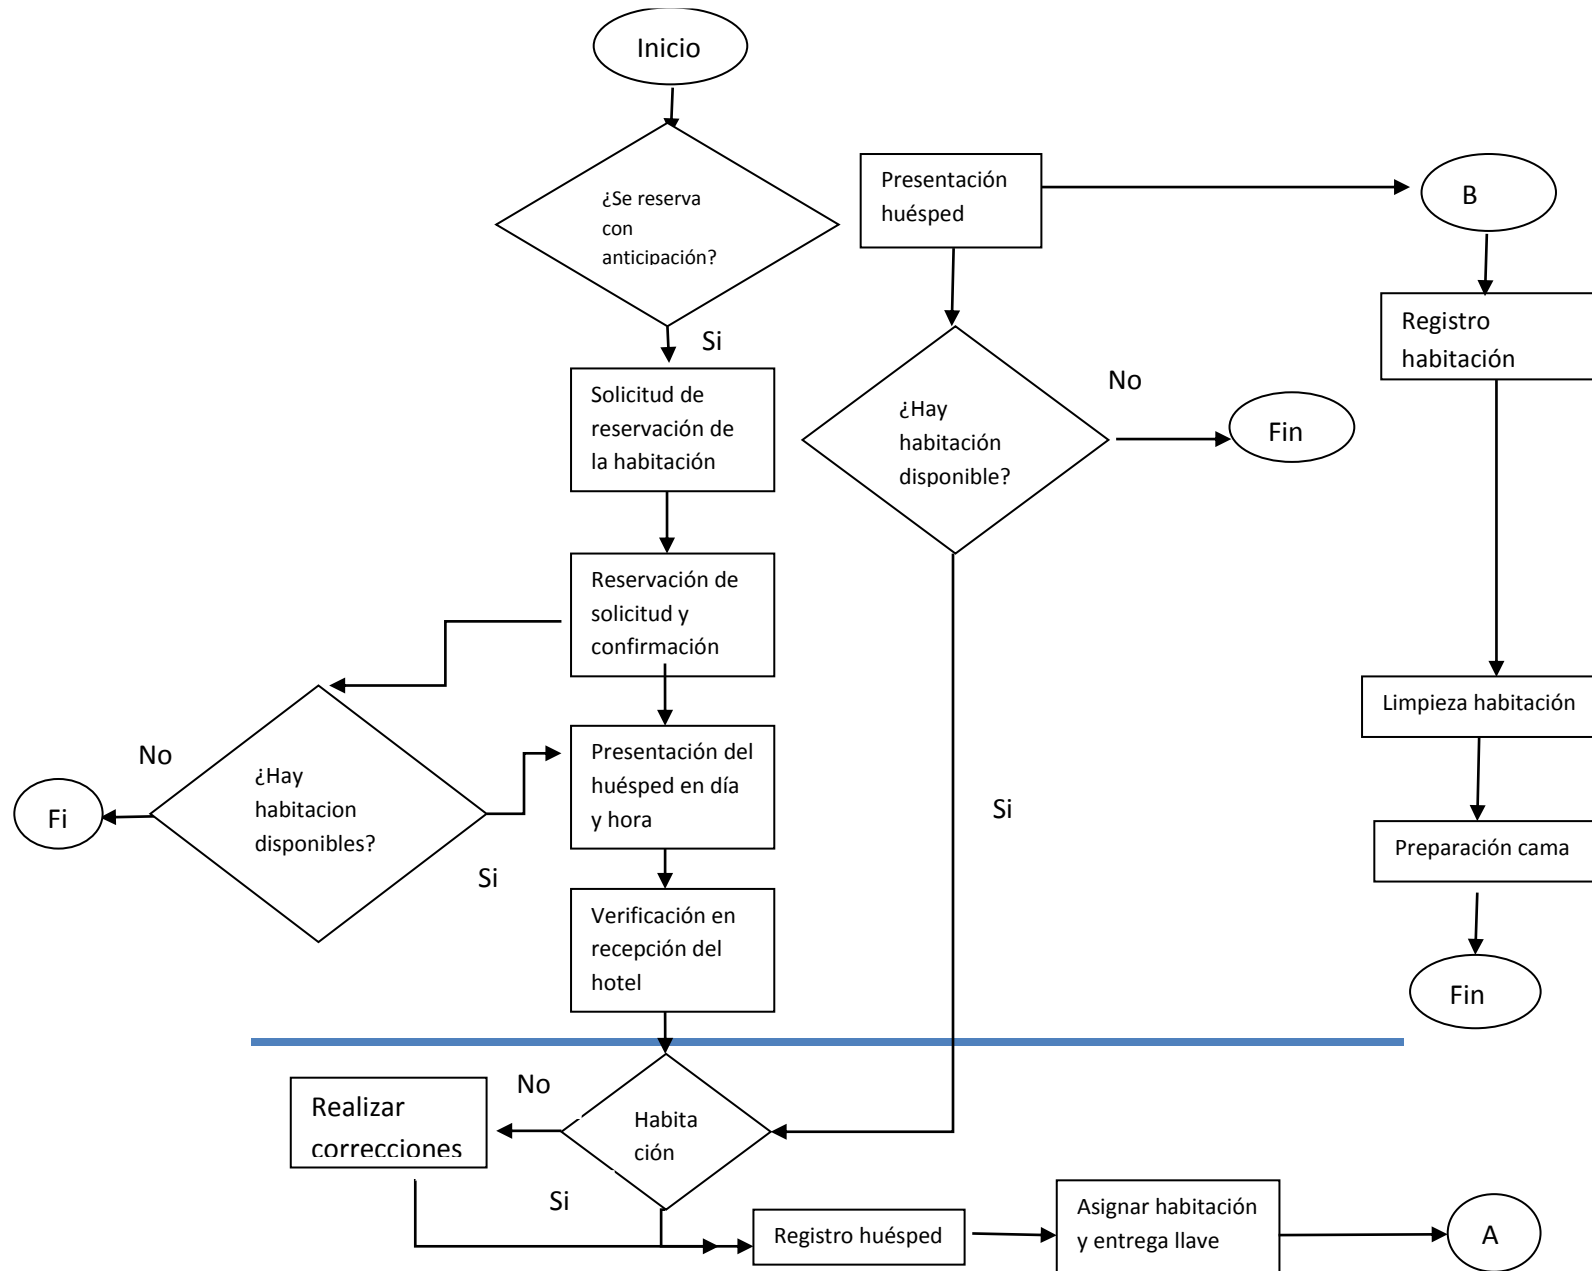 Inicio
¿Se reserva
con
anticipación?
Si
Solicitud de
reservación de
la habitación
Reservación de
solicitud y
confirmación
No
¿Hay
habitacion
disponibles?
Fi
Si
Presentación del
huésped en día
y hora
Verificación en
recepción del
hotel
Presentación
huésped
¿Hay
habitación
disponible?
No
Fin
Si
B
Registro
habitación
Limpieza habitación
Preparación cama
Fin
Habita
ción
No
Realizar
correcciones
Si
Registro huésped
Asignar habitación
y entrega llave
A